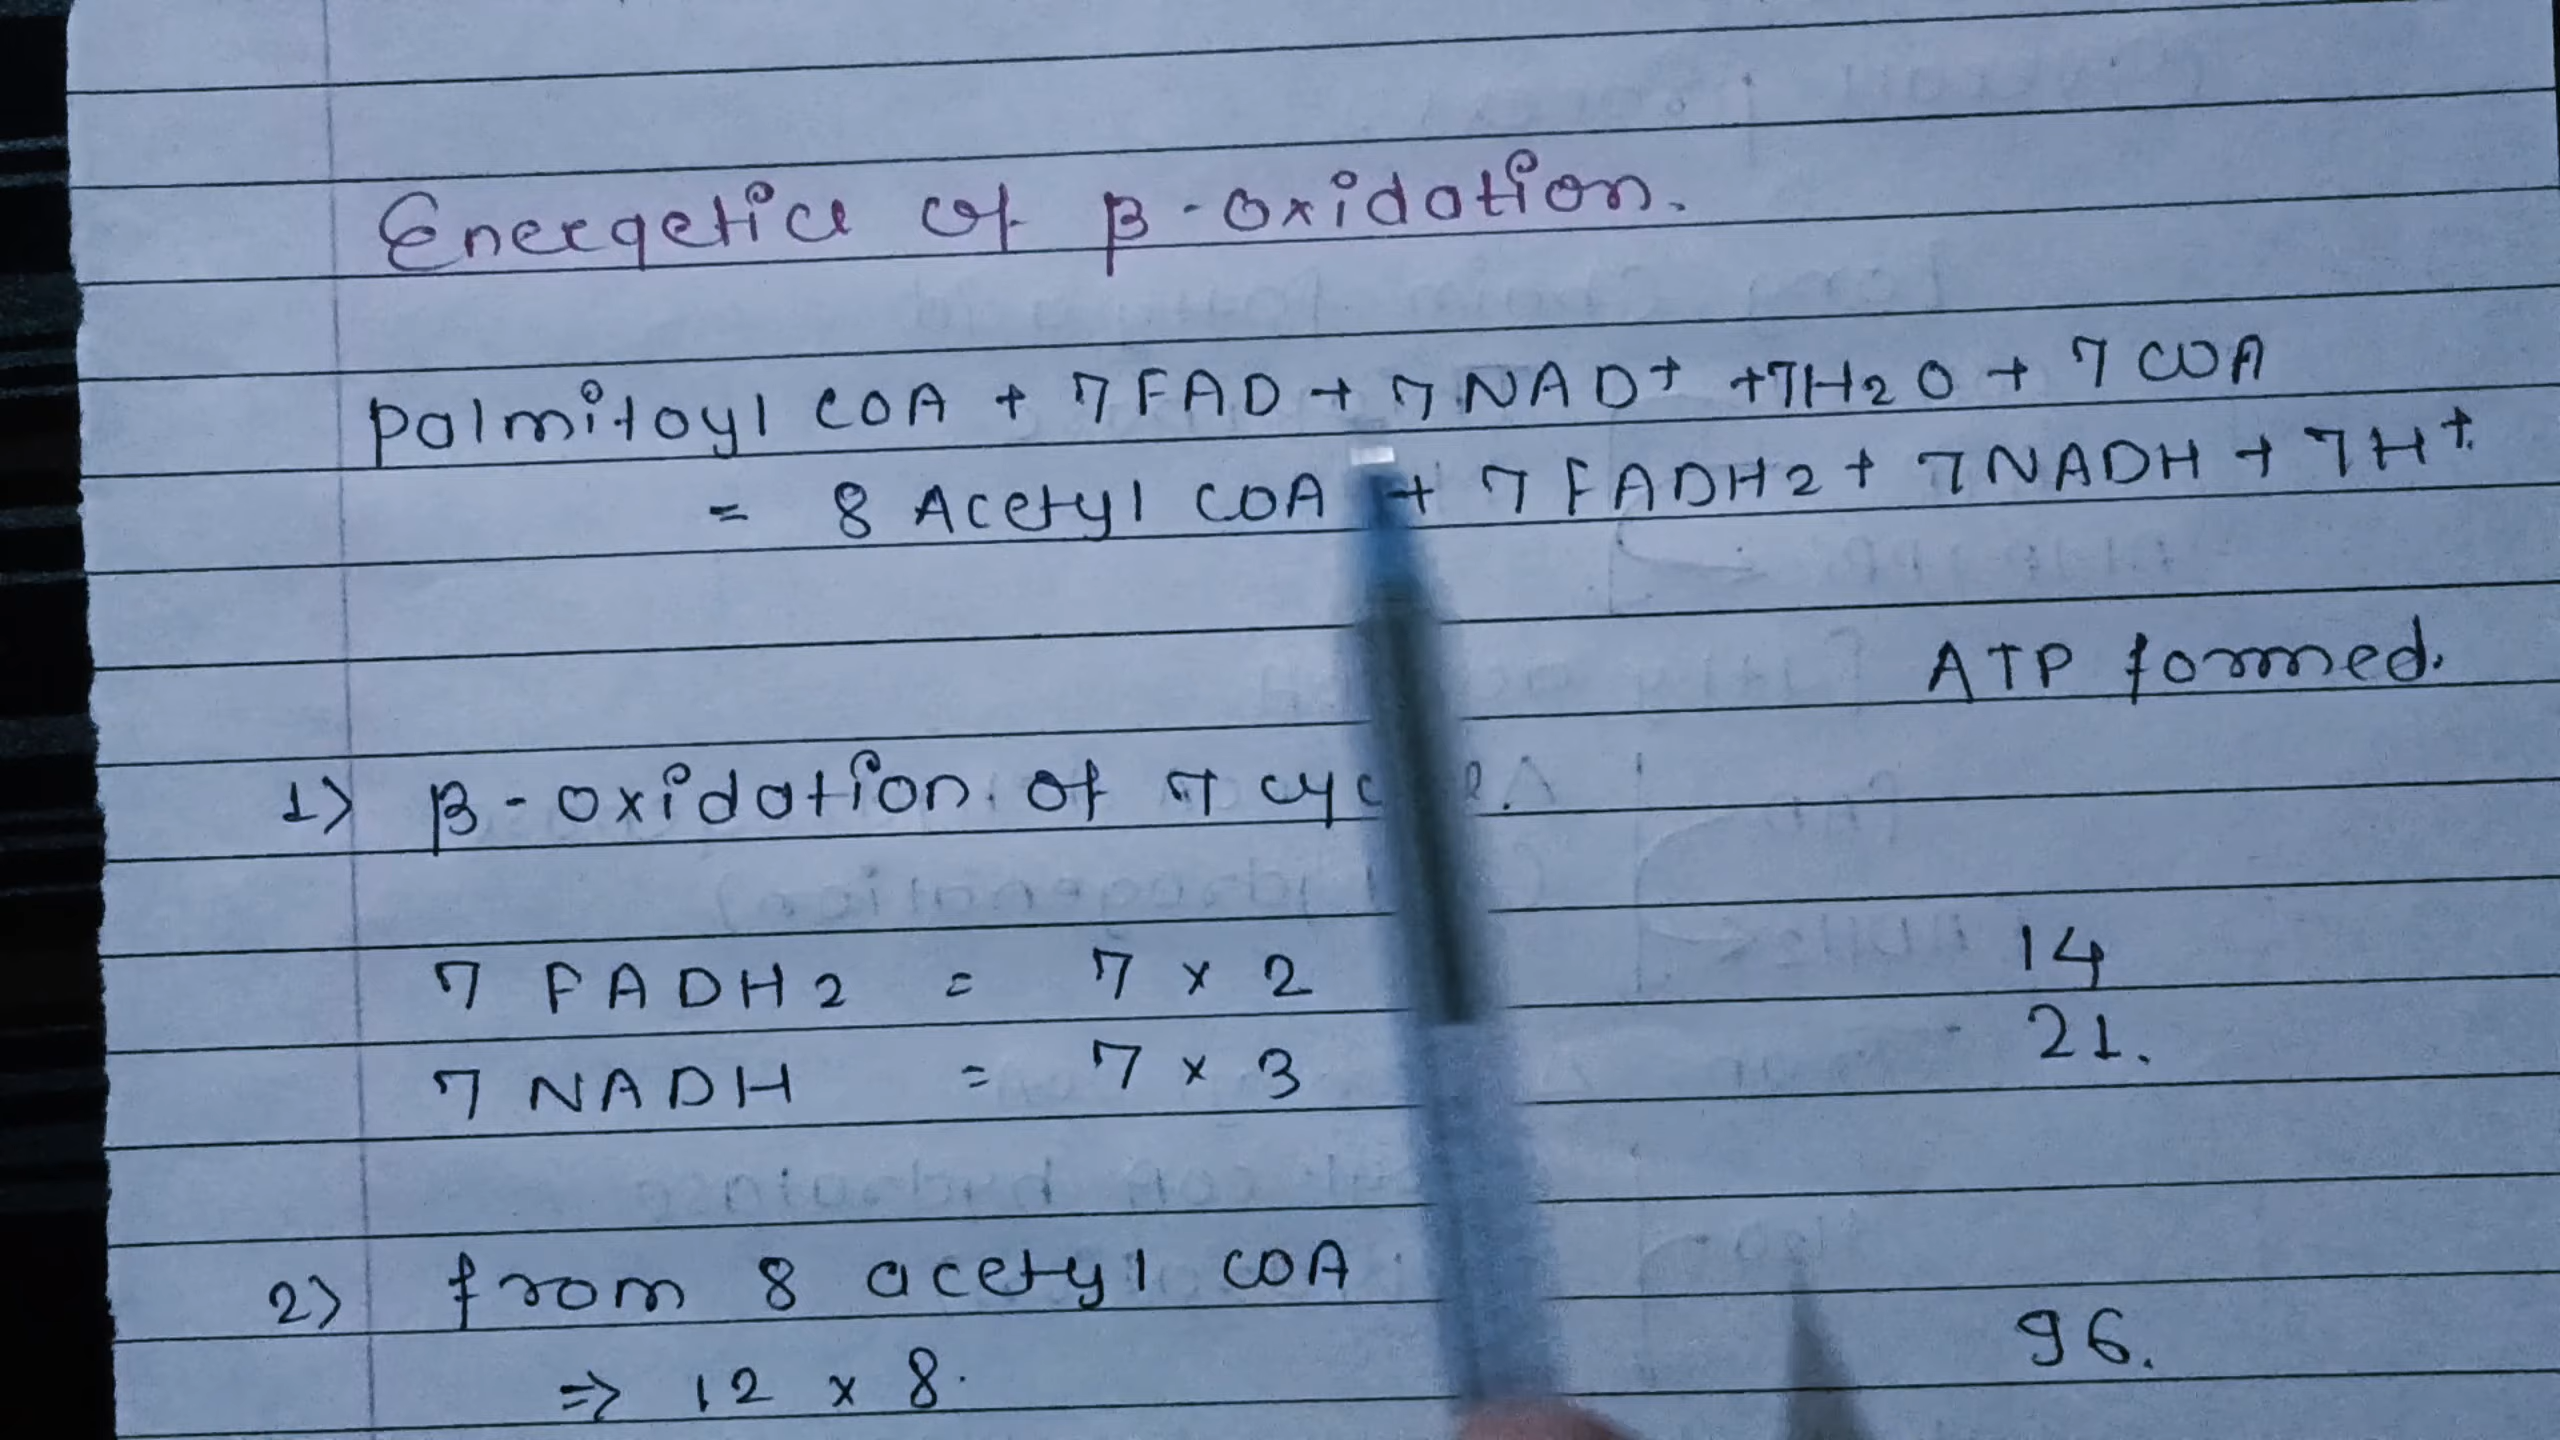 Energetics of β-oxidation.
palmitoyl COA + 7 FAD + 7 NAD+ +7H2O + 7 COA
= 8 Acetyl COA + 7 FADH2 + 7 NADH + 7H+.
ATP formed.
1) β-oxidation of 7 cycle.
7 FADH2 = 7 x 2 14
7 NADH = 7 x 3 21.
2) from 8 acetyl COA
⇒ 12 x 8. 96.